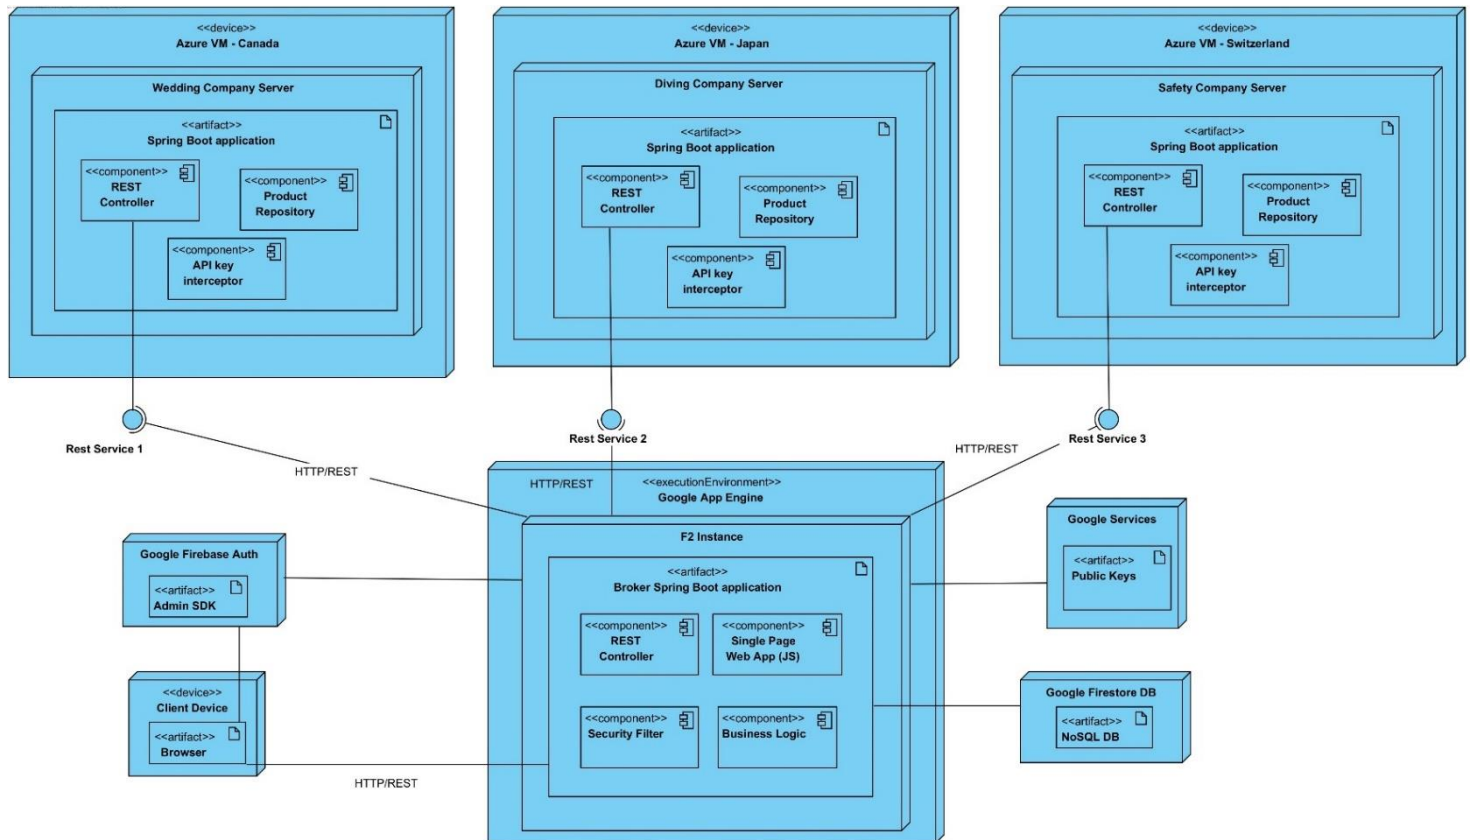 <<device>>
Azure VM - Canada
Wedding Company Server
<<artifact>>
Spring Boot application
<<component>>
REST
Controller
<<component>>
Product
Repository
<<component>>
API key
interceptor
<<device>>
Azure VM - Japan
Diving Company Server
<<artifact>>
Spring Boot application
<<component>>
REST
Controller
<<component>>
Product
Repository
<<component>>
API key
interceptor
<<device>>
Azure VM - Switzerland
Safety Company Server
<<artifact>>
Spring Boot application
<<component>>
REST
Controller
<<component>>
Product
Repository
<<component>>
API key
interceptor
Rest Service 1
Rest Service 2
Rest Service 3
HTTP/REST
HTTP/REST
HTTP/REST
<<executionEnvironment>>
Google App Engine
F2 Instance
<<artifact>>
Broker Spring Boot application
<<component>>
REST
Controller
<<component>>
Single Page
Web App (JS)
<<component>>
Security Filter
<<component>>
Business Logic
Google Firebase Auth
<<artifact>>
Admin SDK
<<device>>
Client Device
<<artifact>>
Browser
HTTP/REST
Google Services
<<artifact>>
Public Keys
Google Firestore DB
<<artifact>>
NoSQL DB